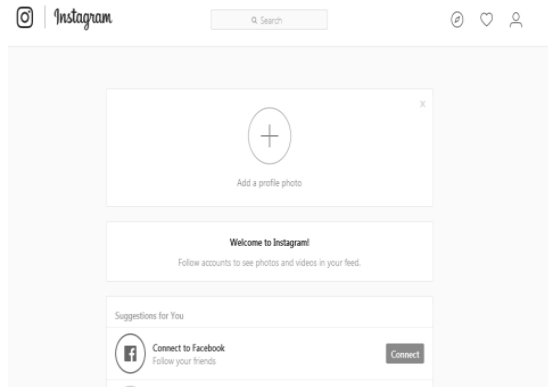 Instagram
Search
x
Add a profile photo
Welcome to Instagram!
Follow accounts to see photos and videos in your feed.
Suggestions for You
Connect to Facebook
Follow your friends
Connect